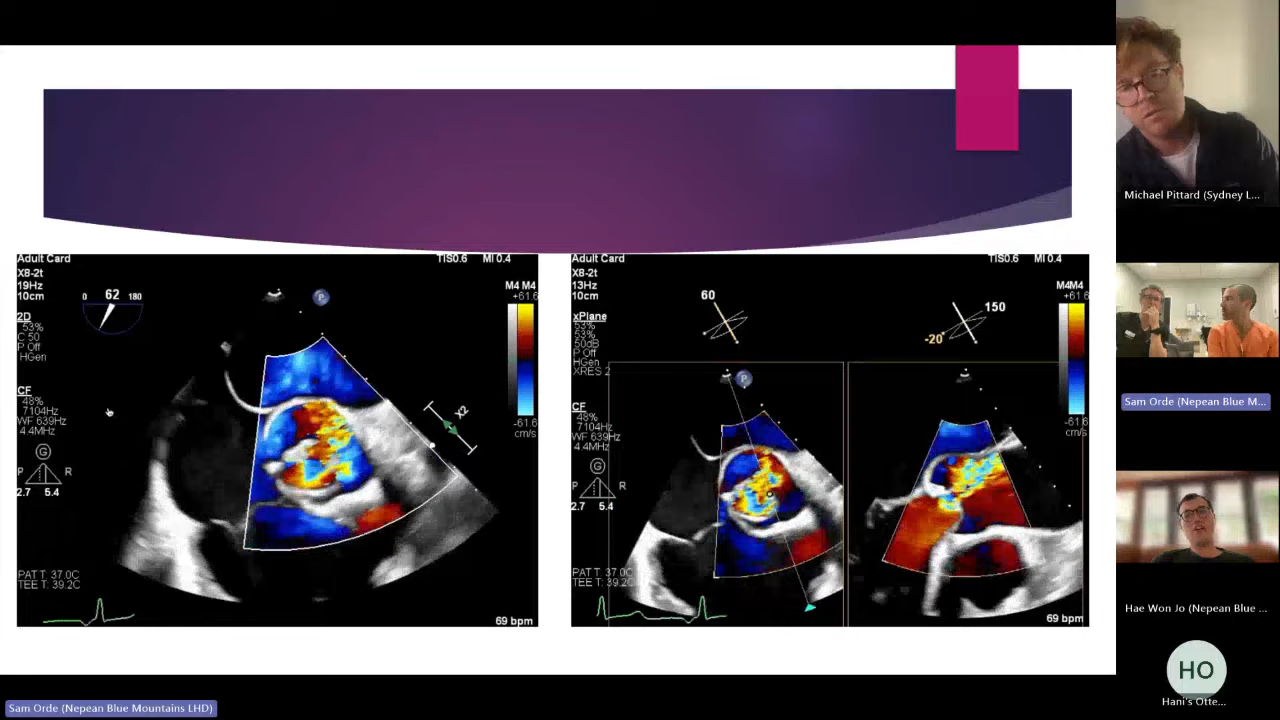 Adult Card
X8-2t
19Hz
10cm
2D
53%
C 50
P Off
HGen
CF
48%
7104Hz
WF 639Hz
4.4MHz
G
P
R
2.7 5.4
PAT T: 37.0C
TEE T: 39.2C
0 62 180
P
TIS0.6 MI 0.4
M4 M4
+61.6
-61.6
cm/s
X2
69 bpm
Adult Card
X8-2t
13Hz
10cm
xPlane
53%
53%
50dB
P Off
HGen
XRES 2
CF
48%
7104Hz
WF 639Hz
4.4MHz
G
P
R
2.7 5.4
PAT T: 37.0C
TEE T: 39.2C
60
P
150
-20
TIS0.6 MI 0.4
M4M4
+61.6
-61.6
cm/s
69 bpm
Michael Pittard (Sydney L...
Sam Orde (Nepean Blue M...
Hae Won Jo (Nepean Blue ...
HO
Hani's Otte...
Sam Orde (Nepean Blue Mountains LHD)